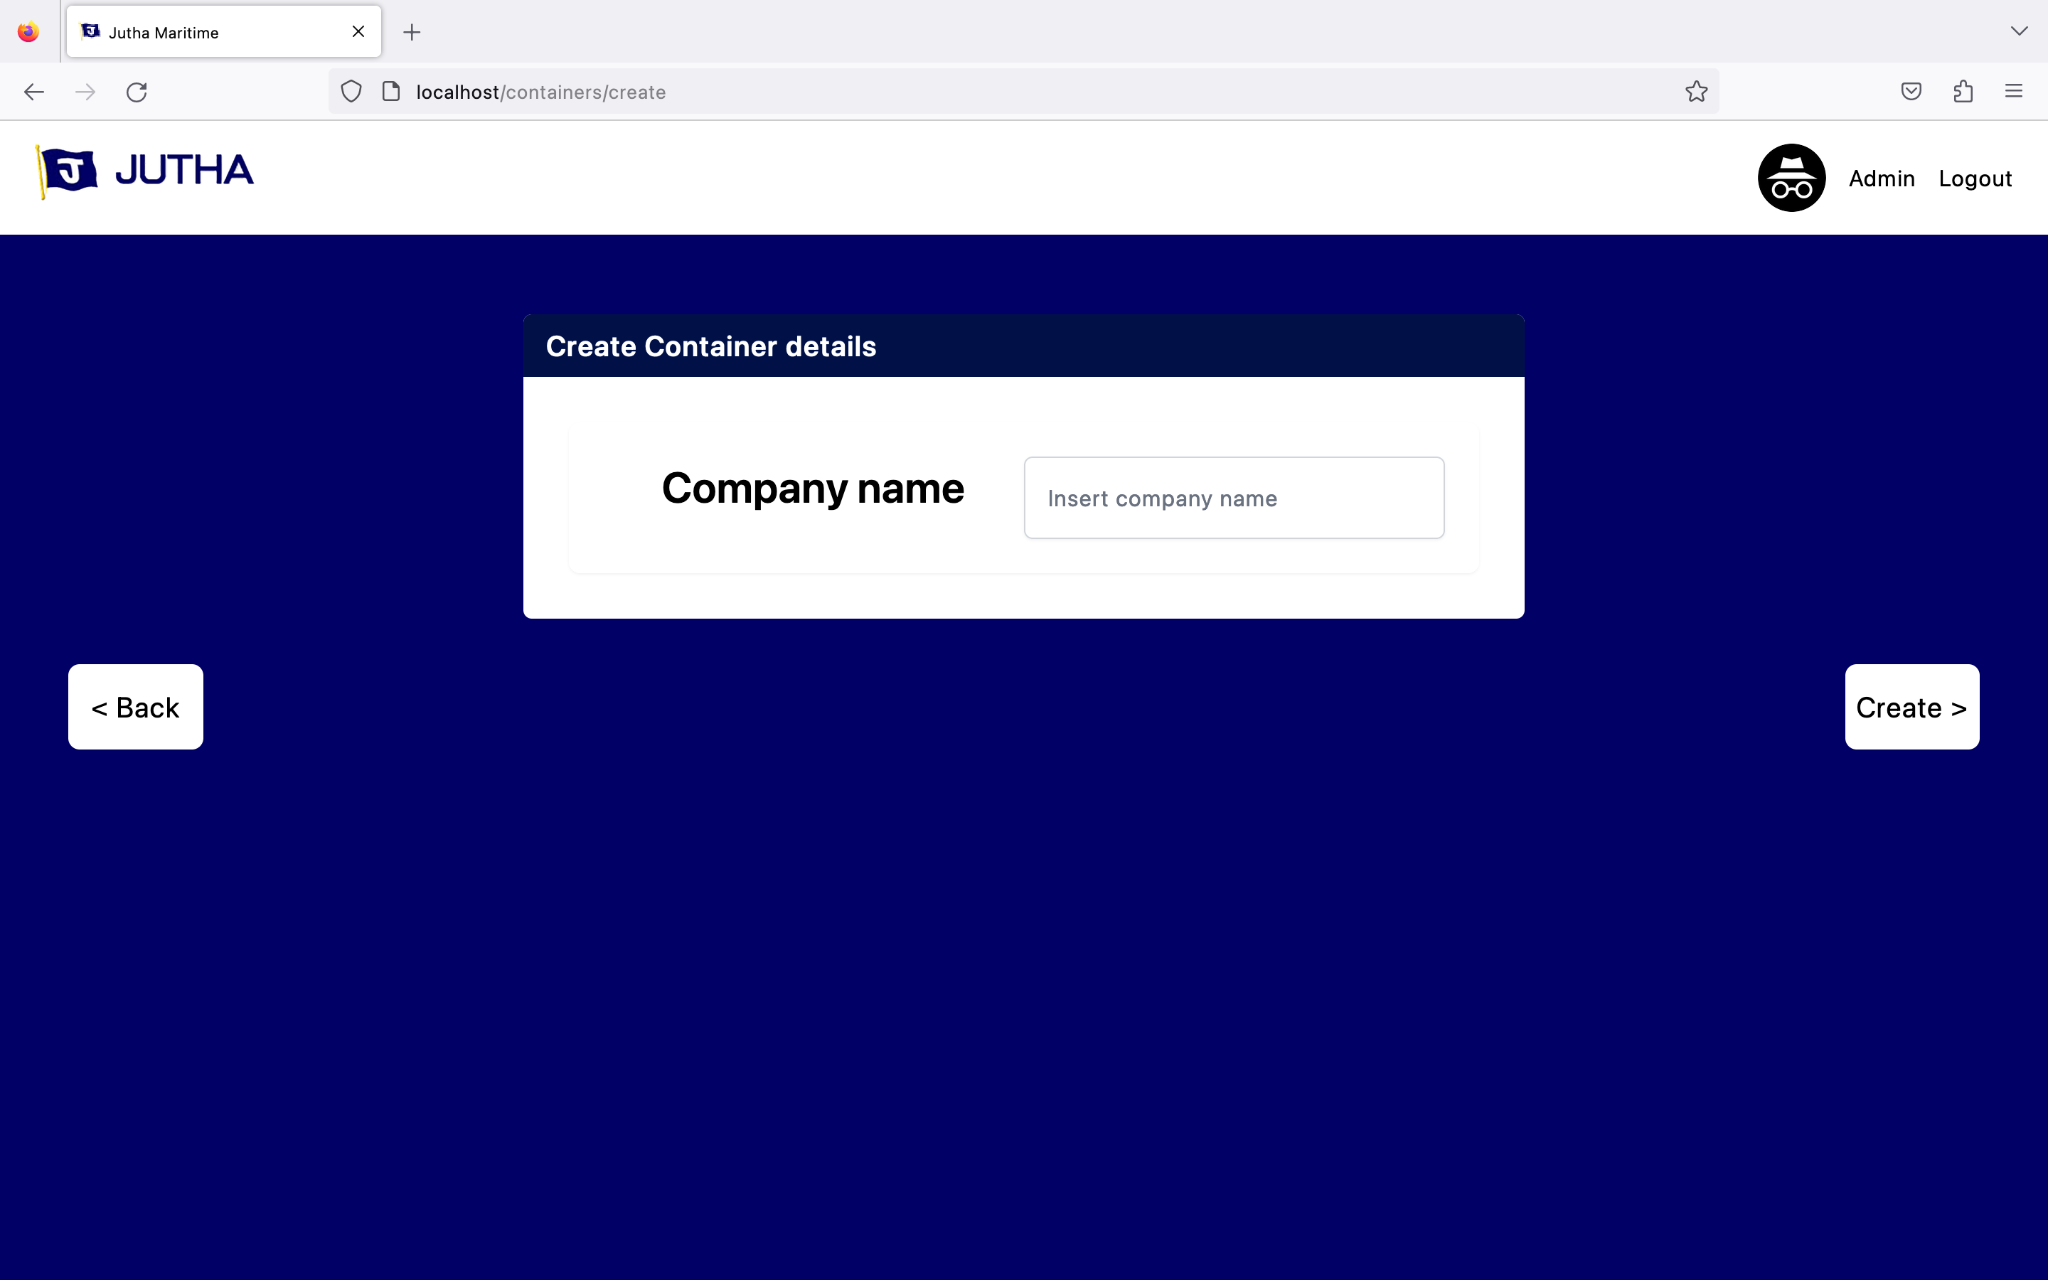 Jutha Maritime
localhost/containers/create
J JUTHA
Admin
Logout
Create Container details
Company name
Insert company name
< Back
Create >